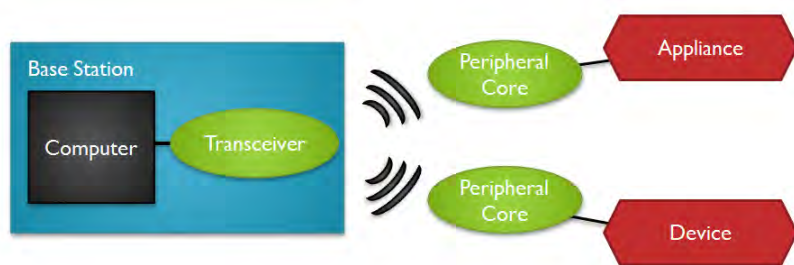 Base Station
Computer
Transceiver
Peripheral
Core
Appliance
Peripheral
Core
Device